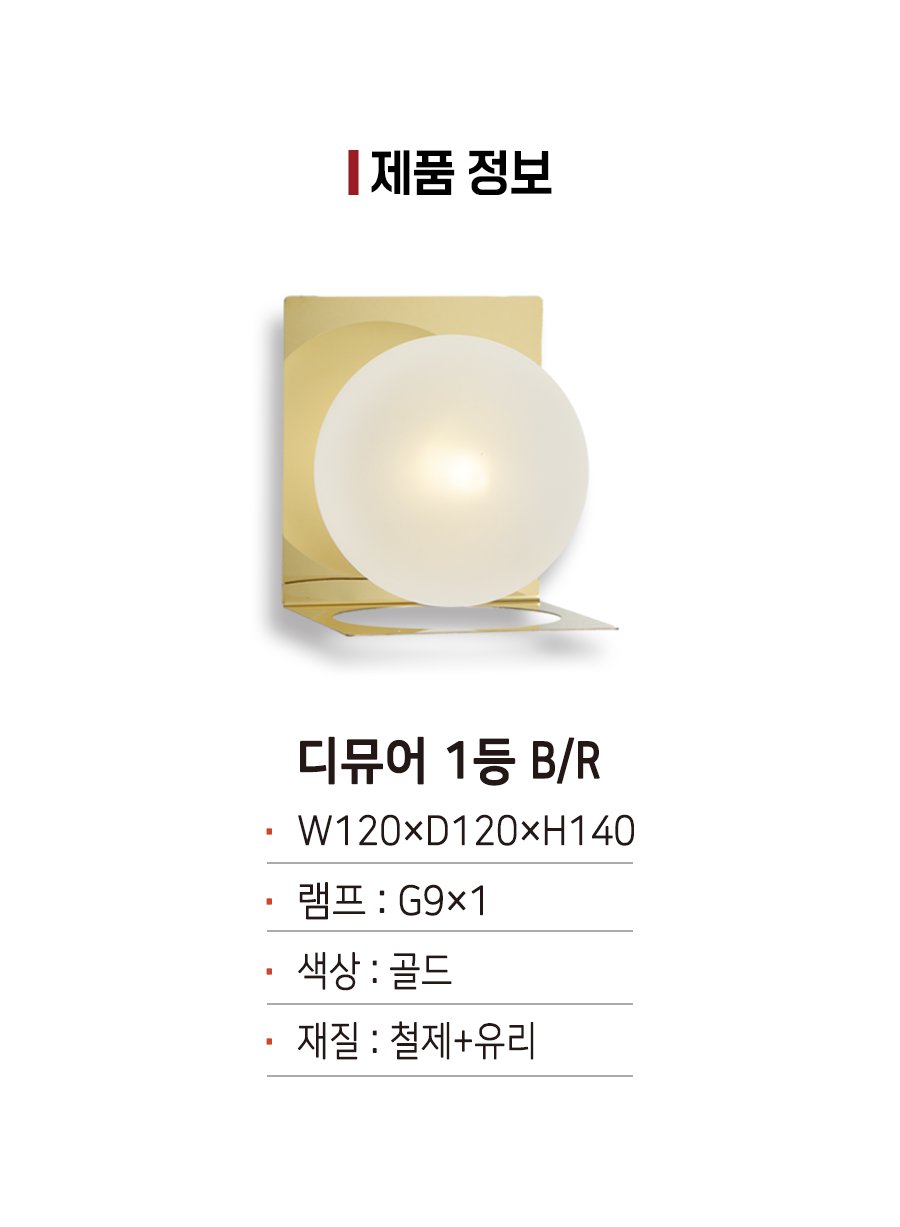 제품 정보
디뮤어 1등 B/R
W120×D120×H140
램프 : G9×1
색상 : 골드
재질 : 철제+유리